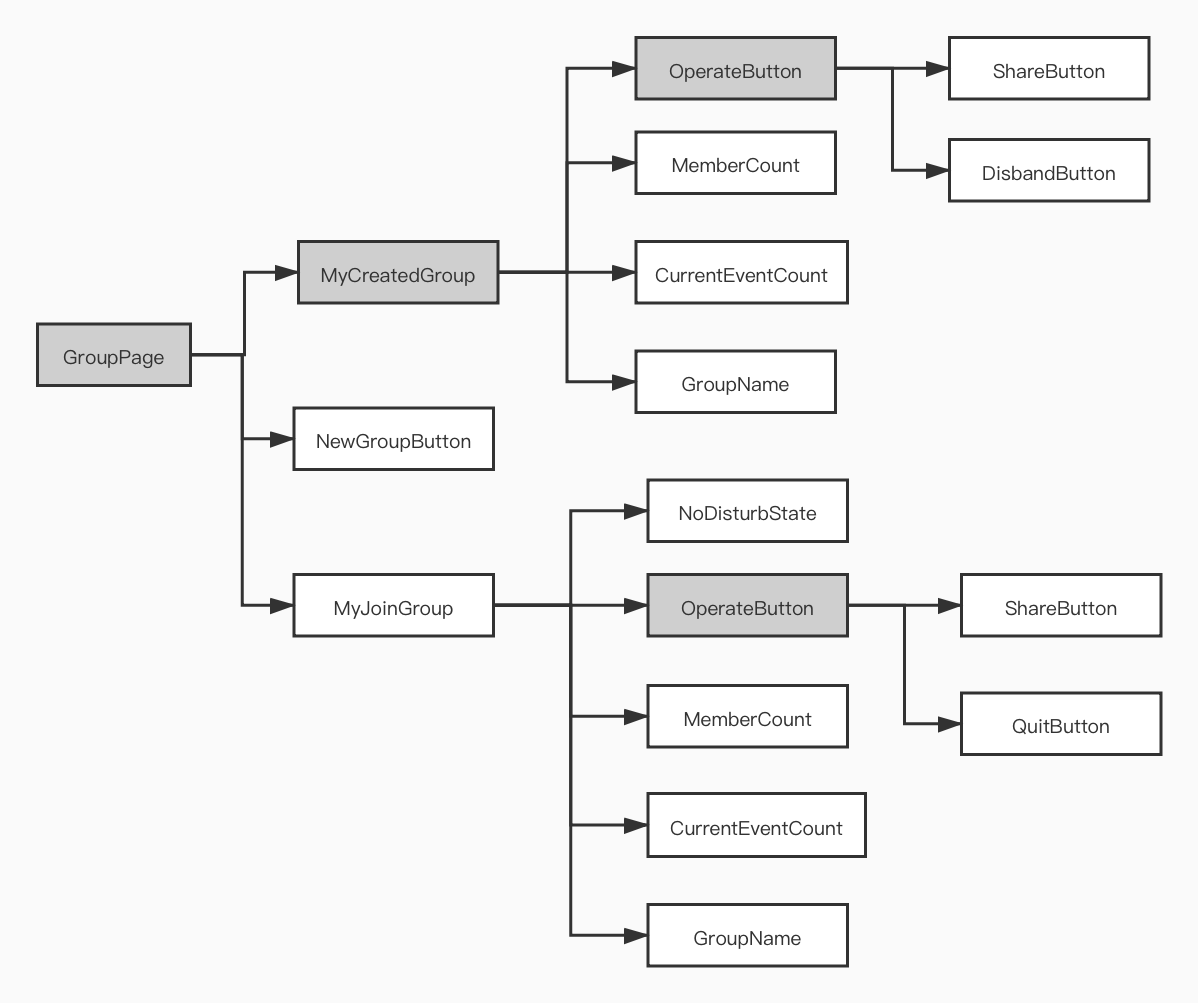 OperateButton
ShareButton
MemberCount
DisbandButton
MyCreatedGroup
CurrentEventCount
GroupPage
GroupName
NewGroupButton
NoDisturbState
MyJoinGroup
OperateButton
ShareButton
MemberCount
QuitButton
CurrentEventCount
GroupName